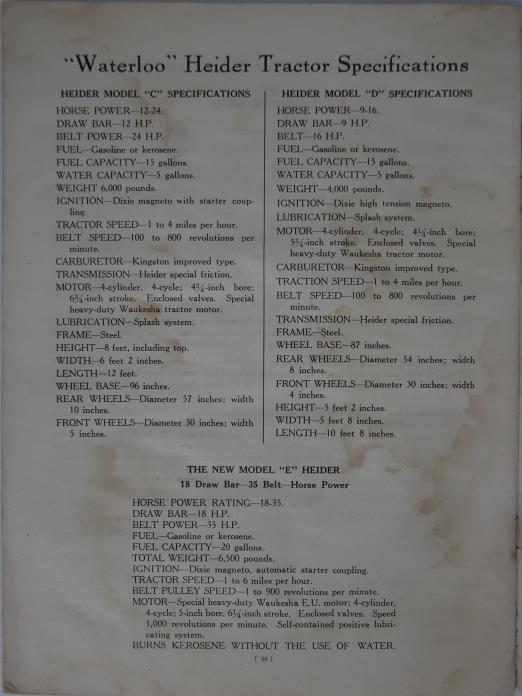 "Waterloo" Heider Tractor Specifications
HEIDER MODEL "C" SPECIFICATIONS
HORSE POWER—12-24.
DRAW BAR—12 H.P.
BELT POWER—24 H.P.
FUEL—Gasoline or kerosene.
FUEL CAPACITY—15 gallons.
WATER CAPACITY—5 gallons.
WEIGHT 6,000 pounds.
IGNITION—Dixie magneto with starter coup-
ling.
TRACTOR SPEED—1 to 4 miles per hour.
BELT SPEED—100 to 800 revolutions per
minute.
CARBURETOR—Kingston improved type.
TRANSMISSION—Heider special friction.
MOTOR—4-cylinder, 4-cycle; 4¾-inch bore;
6¾-inch stroke. Enclosed valves. Special
heavy-duty Waukesha tractor motor.
LUBRICATION—Splash system.
FRAME—Steel.
HEIGHT—8 feet, including top.
WIDTH—6 feet 2 inches.
LENGTH—12 feet.
WHEEL BASE—96 inches.
REAR WHEELS—Diameter 57 inches; width
10 inches.
FRONT WHEELS—Diameter 30 inches; width
5 inches.
HEIDER MODEL "D" SPECIFICATIONS
HORSE POWER—9-16.
DRAW BAR—9 H.P.
BELT—16 H.P.
FUEL—Gasoline or kerosene.
FUEL CAPACITY—15 gallons.
WATER CAPACITY—5 gallons.
WEIGHT—4,000 pounds.
IGNITION—Dixie high tension magneto.
LUBRICATION—Splash system.
MOTOR—4-cylinder, 4-cycle; 4¼-inch bore;
5¾-inch stroke. Enclosed valves. Special
heavy-duty Waukesha tractor motor.
CARBURETOR—Kingston improved type.
TRACTION SPEED—1 to 4 miles per hour.
BELT SPEED—100 to 800 revolutions per
minute.
TRANSMISSION—Heider special friction.
FRAME—Steel.
WHEEL BASE—87 inches.
REAR WHEELS—Diameter 54 inches; width
8 inches.
FRONT WHEELS—Diameter 30 inches; width
4 inches.
HEIGHT—5 feet 2 inches.
WIDTH—5 feet 8 inches.
LENGTH—10 feet 8 inches.
THE NEW MODEL "E" HEIDER
18 Draw Bar—35 Belt—Horse Power
HORSE POWER RATING—18-35.
DRAW BAR—18 H.P.
BELT POWER—35 H.P.
FUEL—Gasoline or kerosene.
FUEL CAPACITY—20 gallons.
TOTAL WEIGHT—6,500 pounds.
IGNITION—Dixie magneto, automatic starter coupling.
TRACTOR SPEED—1 to 6 miles per hour.
BELT PULLEY SPEED—1 to 900 revolutions per minute.
MOTOR—Special heavy-duty Waukesha E.U. motor; 4-cylinder,
4-cycle; 5-inch bore, 6¼-inch stroke. Enclosed valves. Speed
1,000 revolutions per minute. Self-contained positive lubri-
cating system.
BURNS KEROSENE WITHOUT THE USE OF WATER.